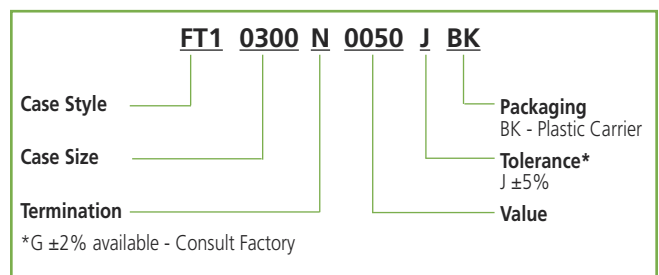 FT1 0300 N 0050 J BK
Case Style
Packaging
BK - Plastic Carrier
Case Size
Tolerance*
J ±5%
Termination
Value
*G ±2% available - Consult Factory